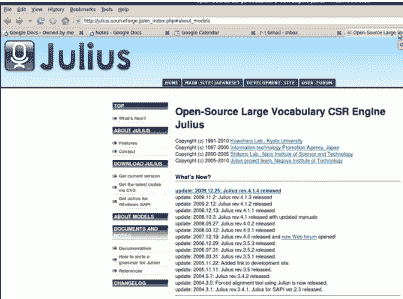 File Edit View History Bookmarks Tools Help
http://julius.sourceforge.jp/en_index.php#about_models
Google Docs - Owned by me
Notes - Google Docs
Google Calendar
Gmail - Inbox
Open-Source Large
Julius
HOME
MAIN SITE(JAPANESE)
DEVELOPMENT SITE
USER FORUM
TOP
What's New?
ABOUT JULIUS
Features
Contact
DOWNLOAD JULIUS
Get current version
Get the latest codes
via CVS
Get Julius for
Windows SAPI
ABOUT MODELS
DOCUMENTS AND
Documentation
How to write a
grammar for Julian
References
CHANGELOG
Open-Source Large Vocabulary CSR Engine
Julius
Copyright (c) 1991-2010 Kawahara Lab., Kyoto University
Copyright (c) 1997-2000 Information-technology Promotion Agency, Japan
Copyright (c) 2000-2005 Shikano Lab., Nara Institute of Science and Technology
Copyright (c) 2005-2010 Julius project team, Nagoya Institute of Technology
What's New?
update: 2009.12.25: Julius rev.4.1.4 released
update: 2009.11.2: Julius rev.4.1.3 released
update: 2009.2.12: Julius rev.4.1.2 released
update: 2008.12.13: Julius rev.4.1.1 released
update: 2008.10.3: Julius rev.4.1 released with updated manuals
update: 2008.05.27: Julius rev.4.0.2 released
update: 2008.03.12: Julius rev.4.0.1 released
update: 2007.12.19: Julius rev.4.0 released and now Web forum opened!
update: 2006.12.29: Julius rev.3.5.3 released.
update: 2006.07.31: Julius rev.3.5.2 released.
update: 2006.03.31: Julius rev.3.5.1 released.
update: 2005.11.22: Added link to development site.
update: 2005.11.11: Julius rev.3.5 released.
update: 2004.5.7: Julius rev.3.4.2 released.
update: 2004.3.5: Forced alignment tool using Julius is now released.
update: 2004.3.1: Julius rev.3.4.1, Julius for SAPI ver 2.3 released.